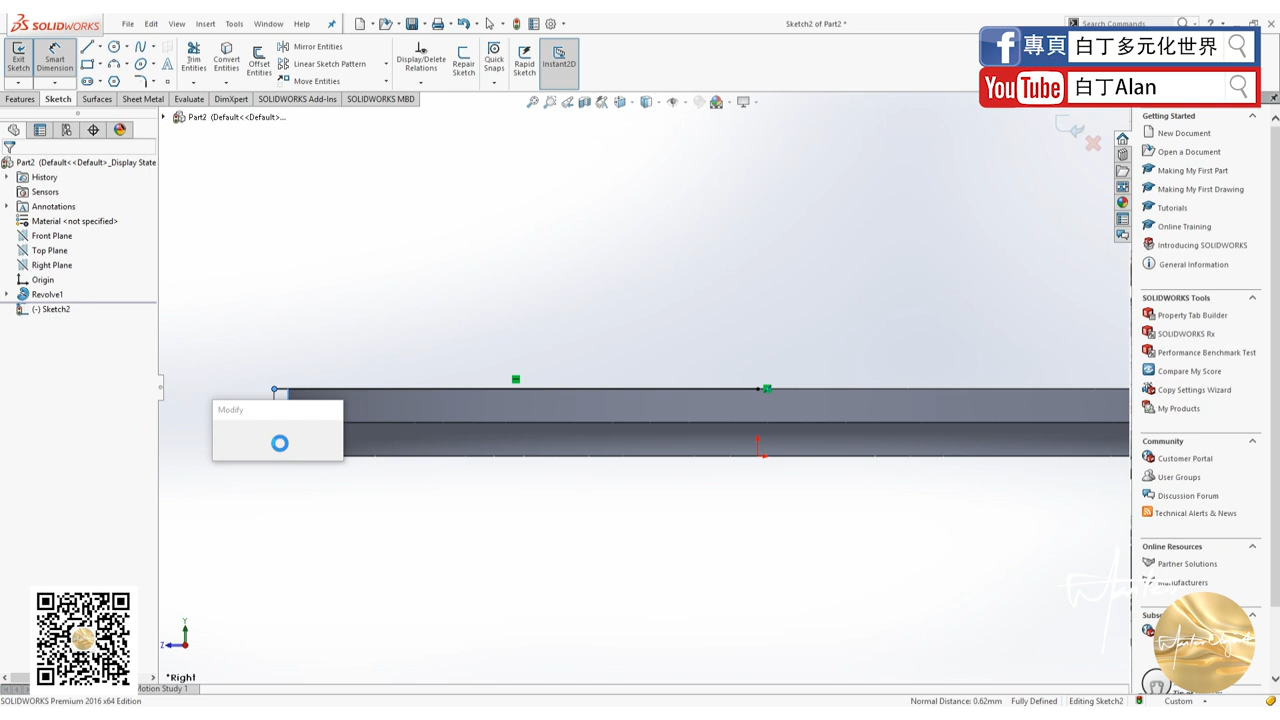 SOLIDWORKS
File Edit View Insert Tools Window Help
Sketch2 of Part2 *
Search Commands
Exit Sketch
Smart Dimension
Trim Entities
Convert Entities
Offset Entities
Mirror Entities
Linear Sketch Pattern
Move Entities
Display/Delete Relations
Repair Sketch
Quick Snaps
Rapid Sketch
Instant2D
專頁 白丁多元化世界
YouTube 白丁Alan
Features Sketch Surfaces Sheet Metal Evaluate DimXpert SOLIDWORKS Add-Ins SOLIDWORKS MBD
Part2 (Default<<Default>...
Part2 (Default<<Default>_Display State
History
Sensors
Annotations
Material <not specified>
Front Plane
Top Plane
Right Plane
Origin
Revolve1
(-) Sketch2
Modify
Y
Z
*Right
Getting Started
New Document
Open a Document
Making My First Part
Making My First Drawing
Tutorials
Online Training
Introducing SOLIDWORKS
General Information
SOLIDWORKS Tools
Property Tab Builder
SOLIDWORKS Rx
Performance Benchmark Test
Compare My Score
Copy Settings Wizard
My Products
Community
Customer Portal
User Groups
Discussion Forum
Technical Alerts & News
Online Resources
Partner Solutions
Manufacturers
Motion Study 1
SOLIDWORKS Premium 2016 x64 Edition
Normal Distance: 0.62mm Fully Defined Editing Sketch2 Custom